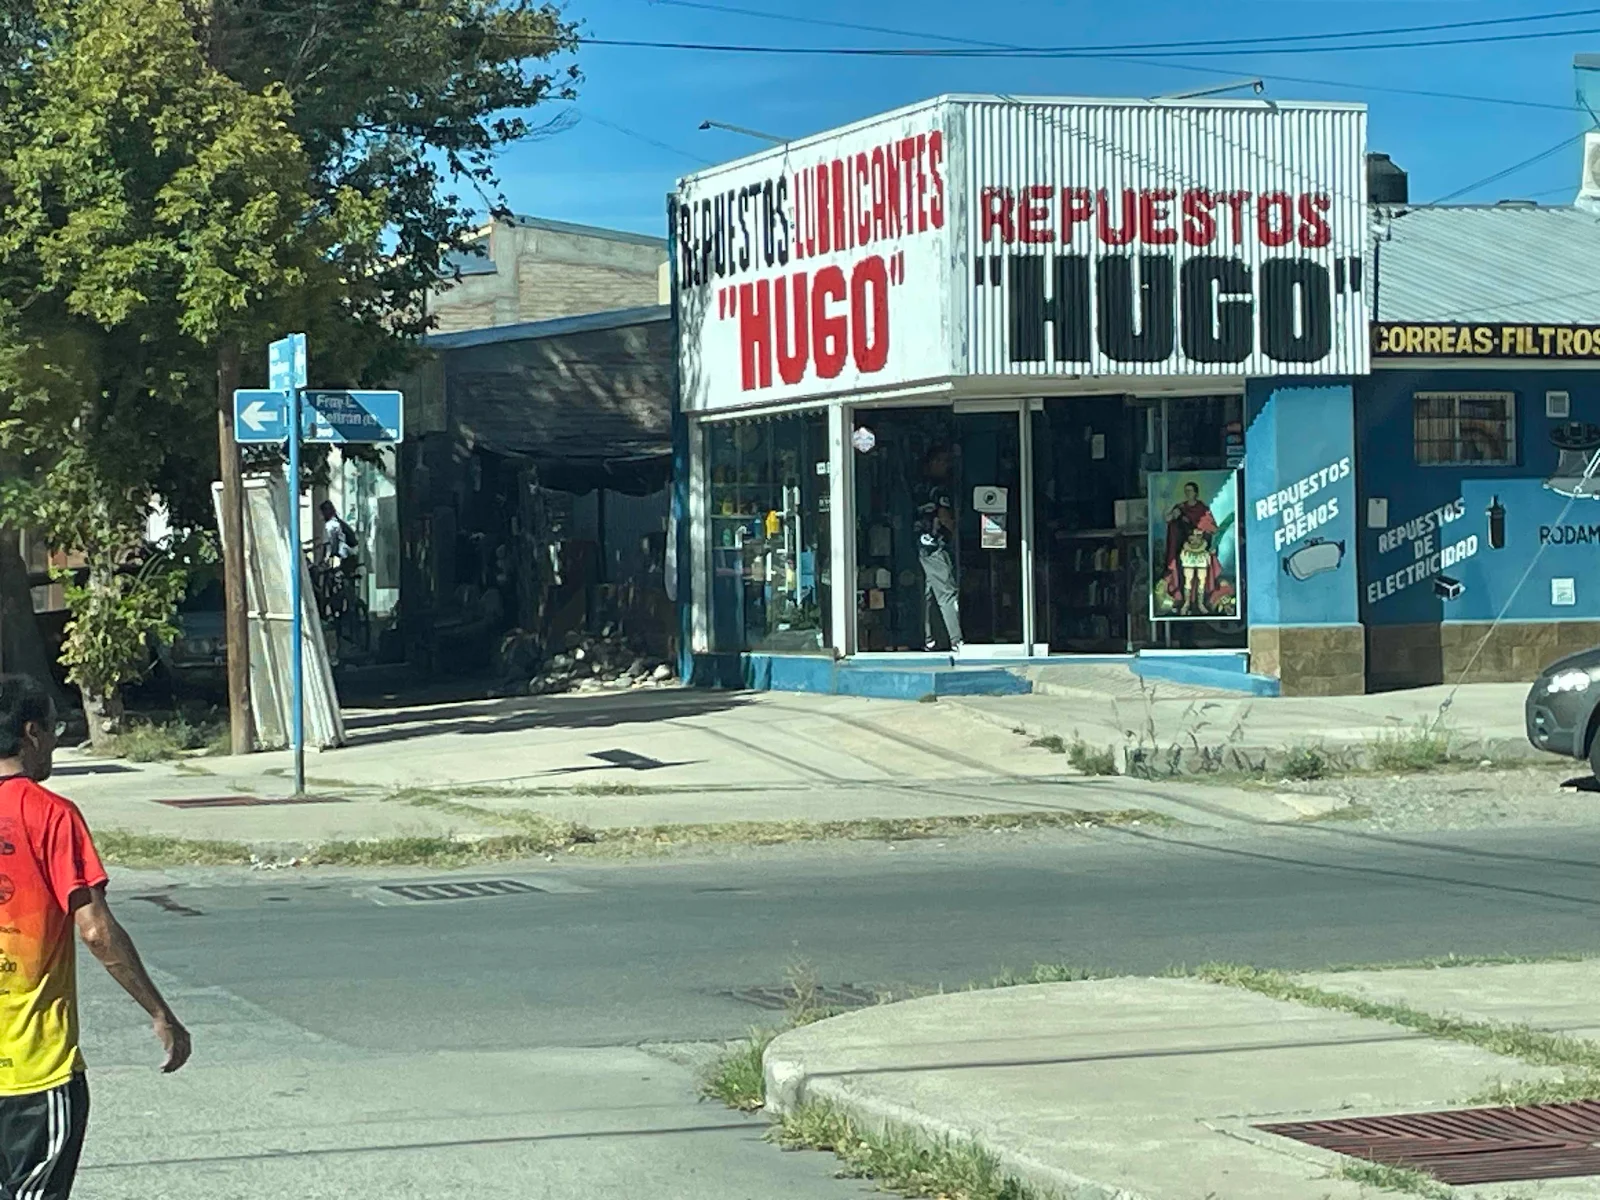 REPUESTOS·LUBRICANTES
"HUGO"
REPUESTOS
"HUGO"
CORREAS·FILTROS
Fray L.
Beltrán (E)
REPUESTOS
DE
FRENOS
REPUESTOS
DE
ELECTRICIDAD
RODAM